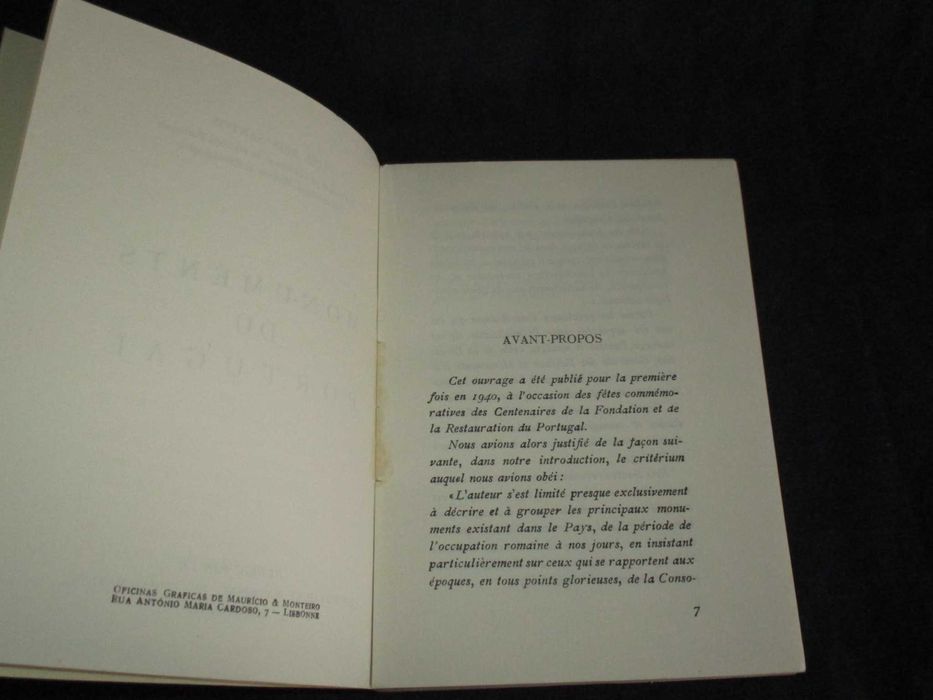 OFICINAS GRAFICAS DE MAURÍCIO & MONTEIRO
RUA ANTÓNIO MARIA CARDOSO, 7 — LISBONNE
AVANT-PROPOS
Cet ouvrage a été publié pour la première
fois en 1940, à l'occasion des fêtes commémo-
ratives des Centenaires de la Fondation et de
la Restauration du Portugal.
Nous avions alors justifié de la façon sui-
vante, dans notre introduction, le critérium
auquel nous avions obéi :
«L'auteur s'est limité presque exclusivement
à décrire et à grouper les principaux monu-
ments existant dans le Pays, de la période de
l'occupation romaine à nos jours, en insistant
particulièrement sur ceux qui se rapportent aux
époques, en tous points glorieuses, de la Conso-
7